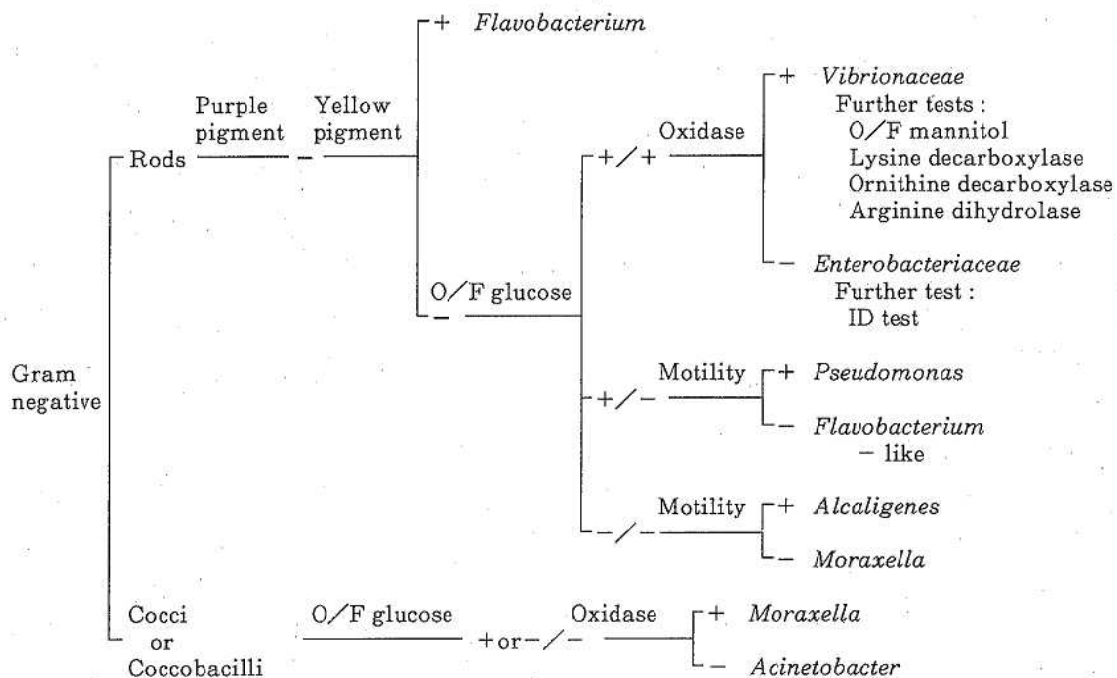 + Flavobacterium
Purple pigment
Yellow pigment
Rods
-
+/+
Oxidase
+ Vibrionaceae
Further tests :
O/F mannitol
Lysine decarboxylase
Ornithine decarboxylase
Arginine dihydrolase
- Enterobacteriaceae
Further test :
ID test
O/F glucose
-
Gram
negative
+/-
Motility
+ Pseudomonas
- Flavobacterium
- like
-/-
Motility
+ Alcaligenes
- Moraxella
Cocci
or
Coccobacilli
O/F glucose
+or-/-
Oxidase
+ Moraxella
- Acinetobacter